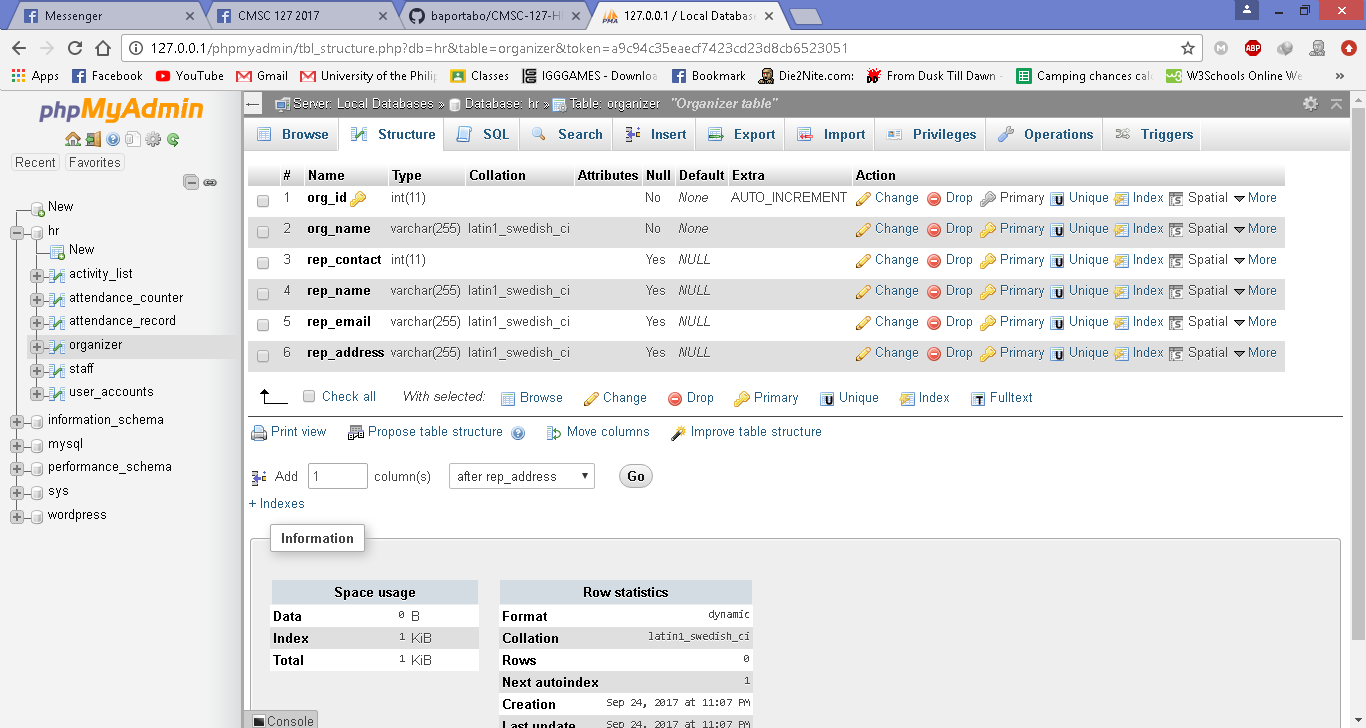 Messenger
CMSC 127 2017
baportabo/CMSC-127-H
127.0.0.1 / Local Databas
127.0.0.1/phpmyadmin/tbl_structure.php?db=hr&table=organizer&token=a9c94c35eaecf7423cd23d8cb6523051
Apps Facebook YouTube Gmail University of the Philip Classes IGGGAMES - Downloa Bookmark Die2Nite.com: From Dusk Till Dawn - Camping chances cal W3Schools Online We »
phpMyAdmin
Recent Favorites
New
hr
New
activity_list
attendance_counter
attendance_record
organizer
staff
user_accounts
information_schema
mysql
performance_schema
sys
wordpress
Server: Local Databases » Database: hr » Table: organizer "Organizer table"
Browse Structure SQL Search Insert Export Import Privileges Operations Triggers
# Name Type Collation Attributes Null Default Extra Action
1 org_id int(11) No None AUTO_INCREMENT Change Drop Primary Unique Index Spatial More
2 org_name varchar(255) latin1_swedish_ci No None Change Drop Primary Unique Index Spatial More
3 rep_contact int(11) Yes NULL Change Drop Primary Unique Index Spatial More
4 rep_name varchar(255) latin1_swedish_ci Yes NULL Change Drop Primary Unique Index Spatial More
5 rep_email varchar(255) latin1_swedish_ci Yes NULL Change Drop Primary Unique Index Spatial More
6 rep_address varchar(255) latin1_swedish_ci Yes NULL Change Drop Primary Unique Index Spatial More
Check all With selected: Browse Change Drop Primary Unique Index Fulltext
Print view Propose table structure Move columns Improve table structure
Add 1 column(s) after rep_address Go
+ Indexes
Information
Space usage
Data 0 B
Index 1 KiB
Total 1 KiB
Row statistics
Format dynamic
Collation latin1_swedish_ci
Rows 0
Next autoindex 1
Creation Sep 24, 2017 at 11:07 PM
Last update Sep 24, 2017 at 11:07 PM
Console